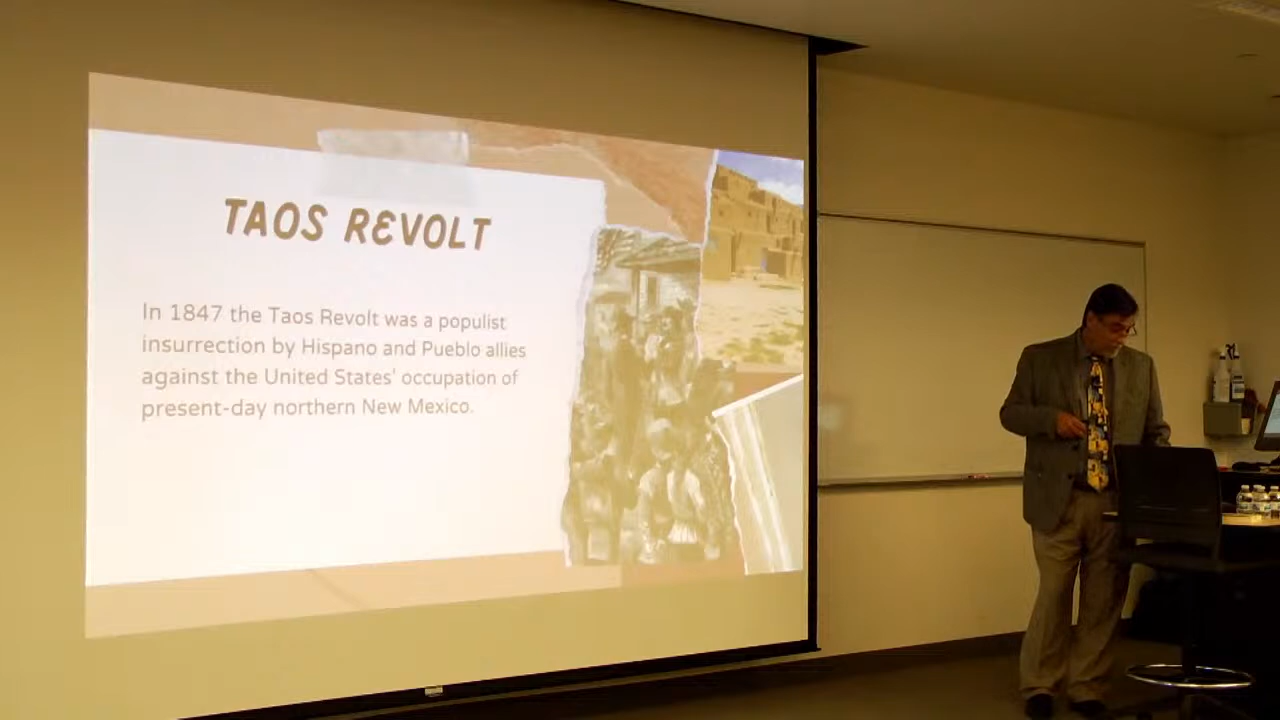 TAOS REVOLT
In 1847 the Taos Revolt was a populist
insurrection by Hispano and Pueblo allies
against the United States' occupation of
present-day northern New Mexico.